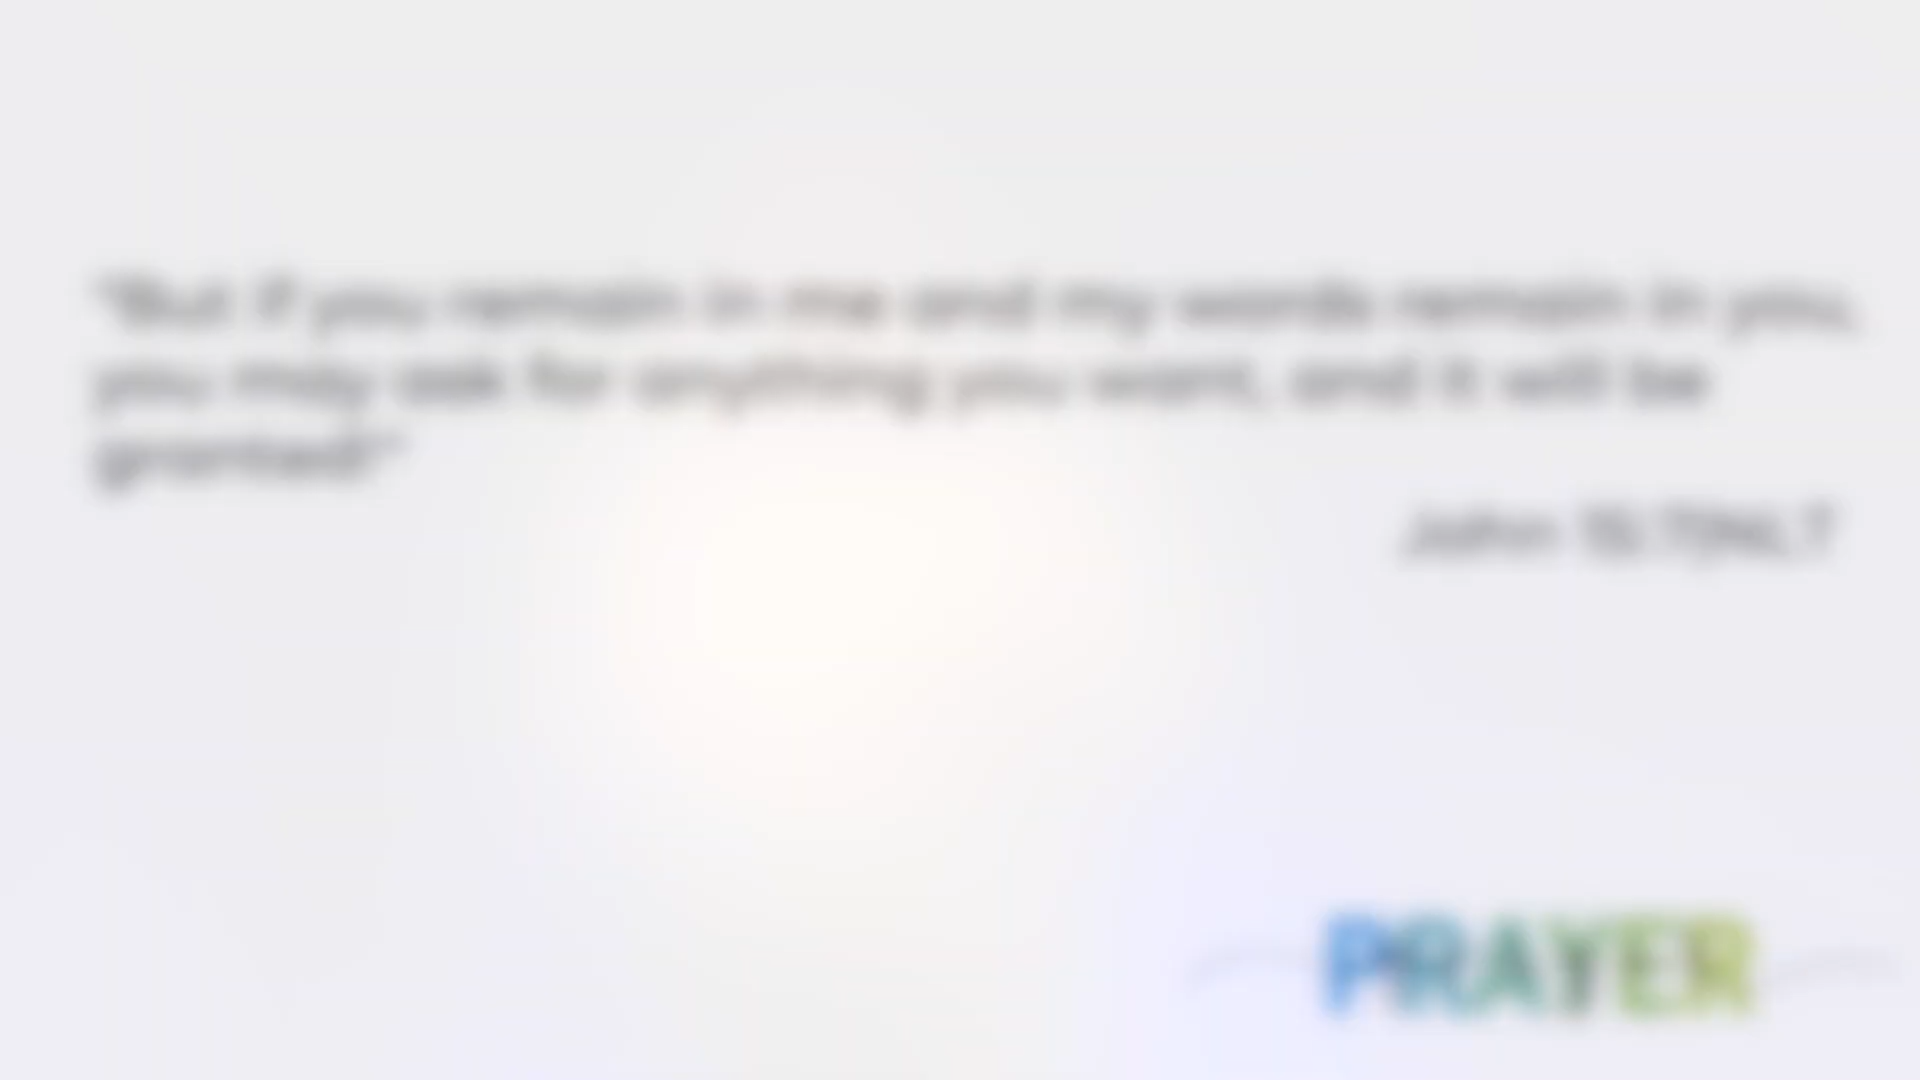 "But if you remain in me and my words remain in you,
you may ask for anything you want, and it will be
granted!"
John 15:7|NLT
PRAYER